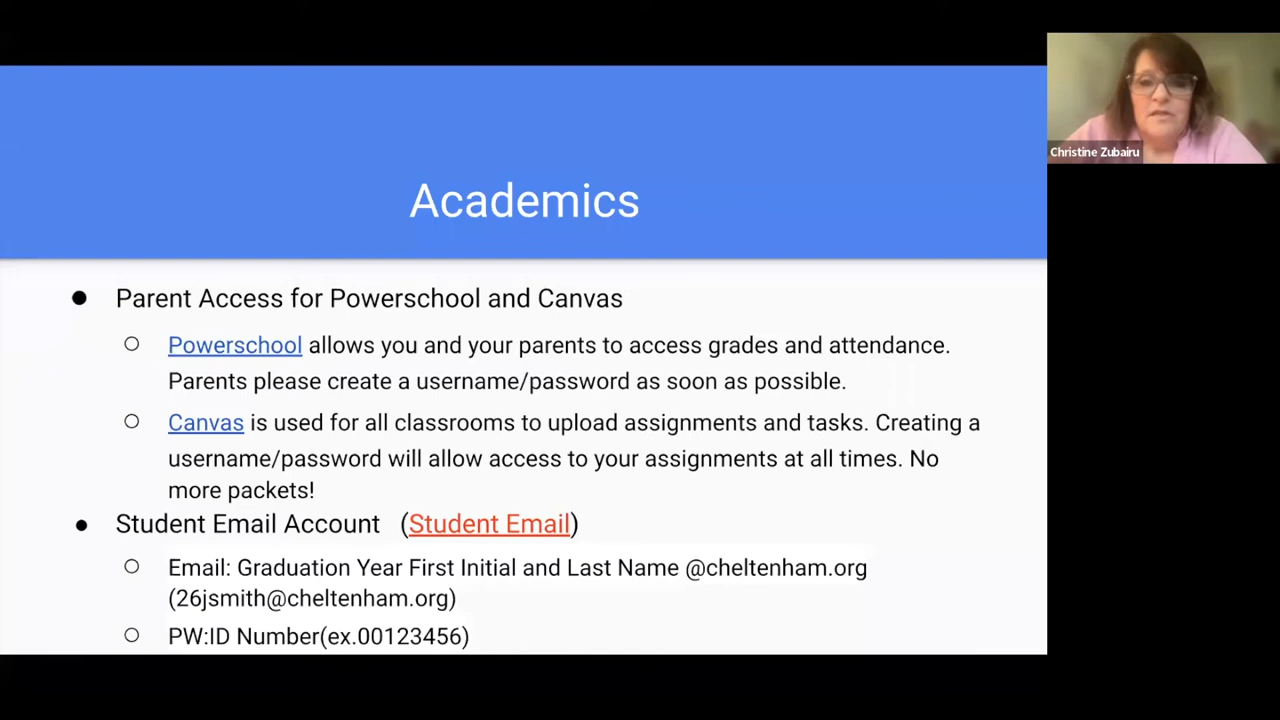 Academics
Christine Zubairu
● Parent Access for Powerschool and Canvas
○ Powerschool allows you and your parents to access grades and attendance.
Parents please create a username/password as soon as possible.
○ Canvas is used for all classrooms to upload assignments and tasks. Creating a
username/password will allow access to your assignments at all times. No
more packets!
● Student Email Account (Student Email)
○ Email: Graduation Year First Initial and Last Name @cheltenham.org
(26jsmith@cheltenham.org)
○ PW:ID Number(ex.00123456)